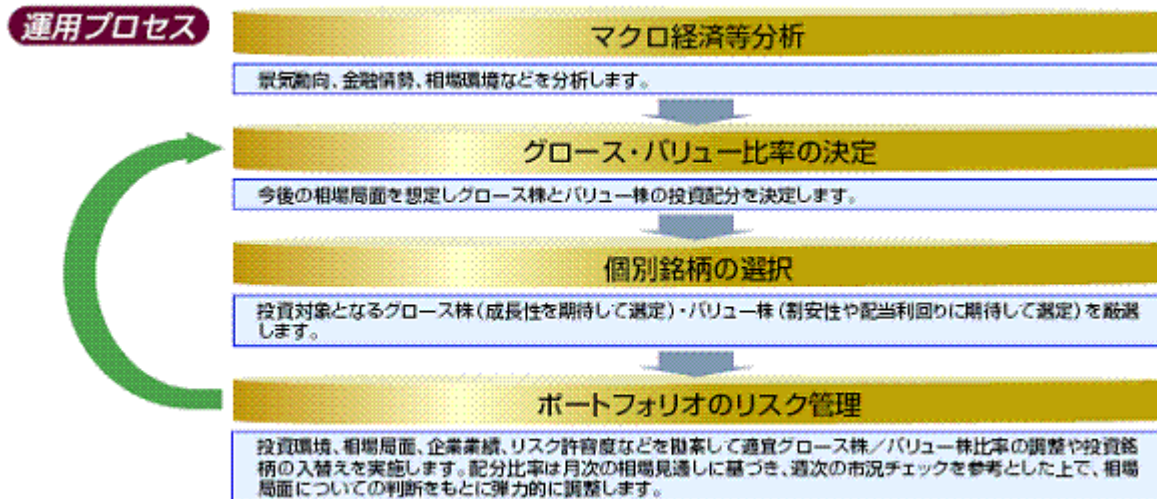 運用プロセス
マクロ経済等分析
景気動向、金融情勢、相場環境などを分析します。
グロース・バリュー比率の決定
今後の相場局面を想定しグロース株とバリュー株の投資配分を決定します。
個別銘柄の選択
投資対象となるグロース株(成長性を期待して選定)・バリュー株(割安性や配当利回りに期待して選定)を厳選
します。
ポートフォリオのリスク管理
投資環境、相場局面、企業業績、リスク許容度などを勘案して適宜グロース株/バリュー株比率の調整や投資銘
柄の入替えを実施します。配分比率は月次の相場見通しに基づき、週次の市況チェックを参考とした上で、相場
局面についての判断をもとに弾力的に調整します。